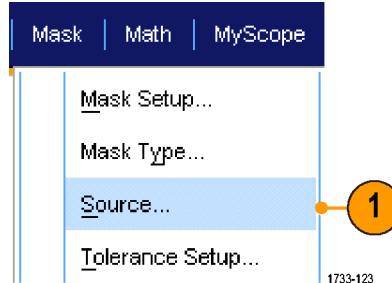 Mask Math MyScope
Mask Setup...
Mask Type...
Source...
1
Tolerance Setup...
1733-123